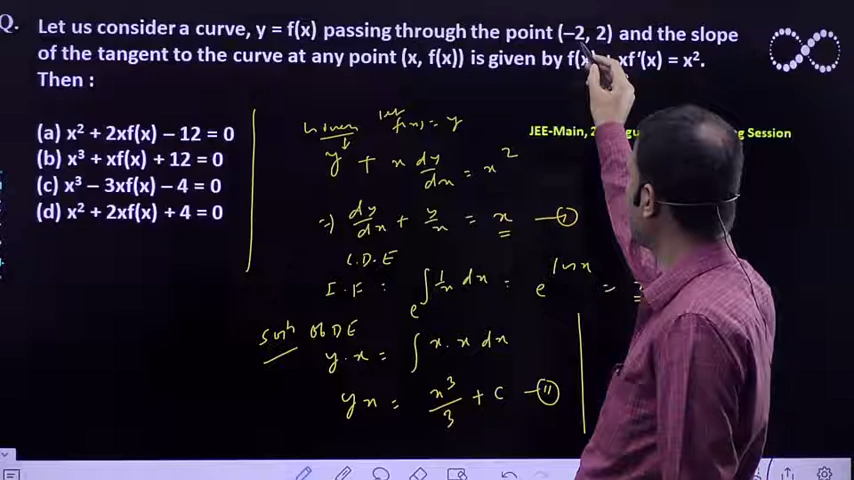 Q. Let us consider a curve, y = f(x) passing through the point (–2, 2) and the slope
of the tangent to the curve at any point (x, f(x)) is given by f(x) xf′(x) = x².
Then :
(a) x² + 2xf(x) – 12 = 0
(b) x³ + xf(x) + 12 = 0
(c) x³ – 3xf(x) – 4 = 0
(d) x² + 2xf(x) + 4 = 0
JEE-Main, Session
Given let f(x) = y
y + x dy/dx = x²
⇒) dy/dx + y/x = x — (i)
L.D.E
I.F = e^∫ 1/x dx = e^ln x =
Soln of DE
y . x = ∫ x . x dx
yx = x³/3 + C — (ii)